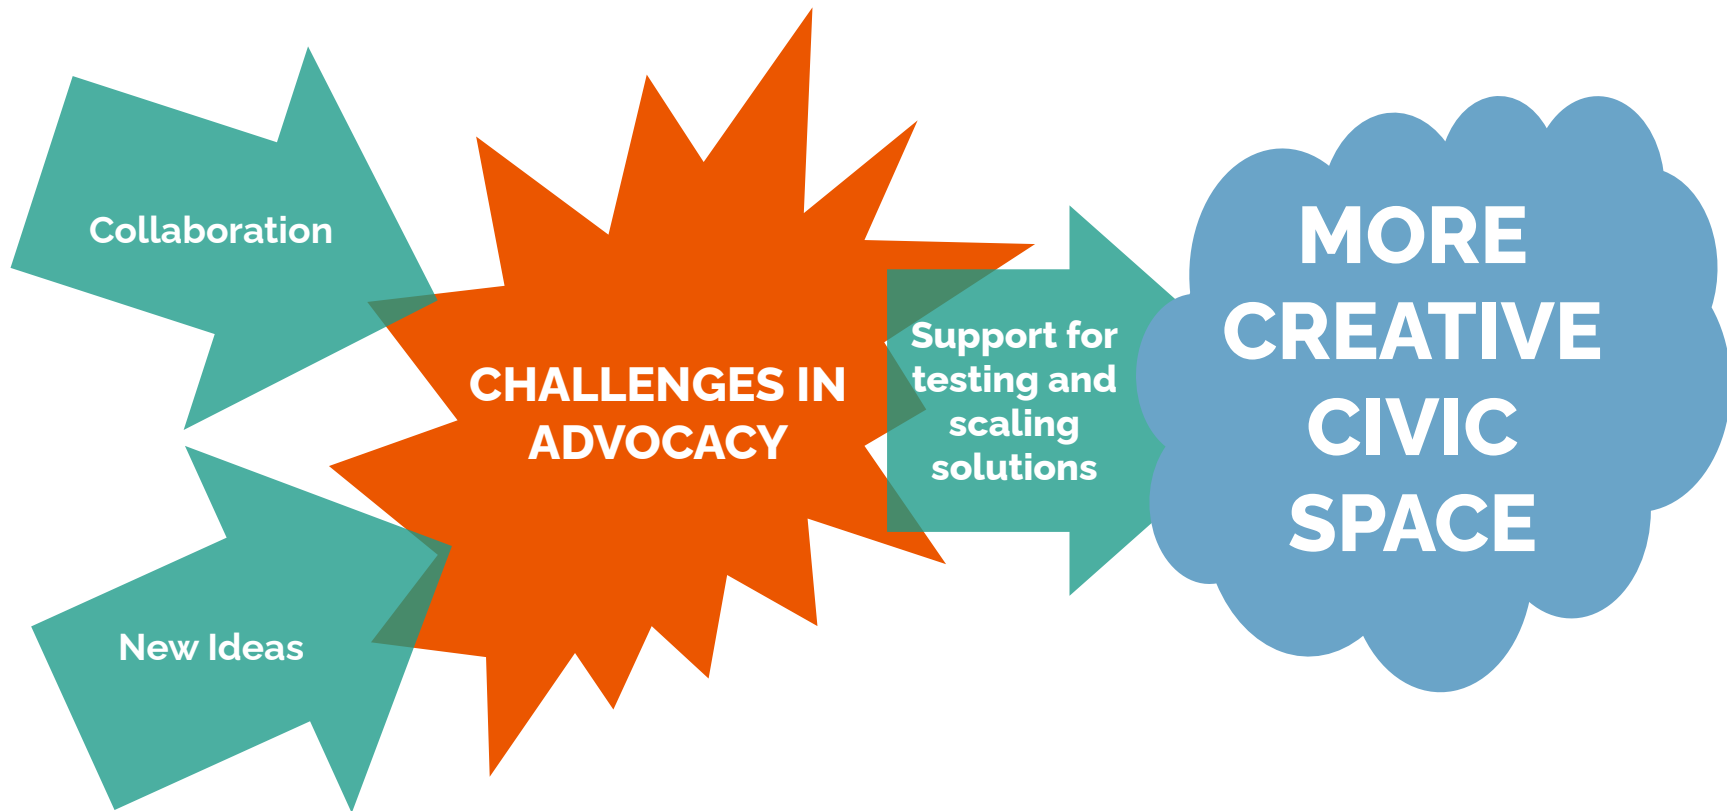 Collaboration
CHALLENGES IN
ADVOCACY
New Ideas
Support for
testing and
scaling
solutions
MORE
CREATIVE
CIVIC
SPACE